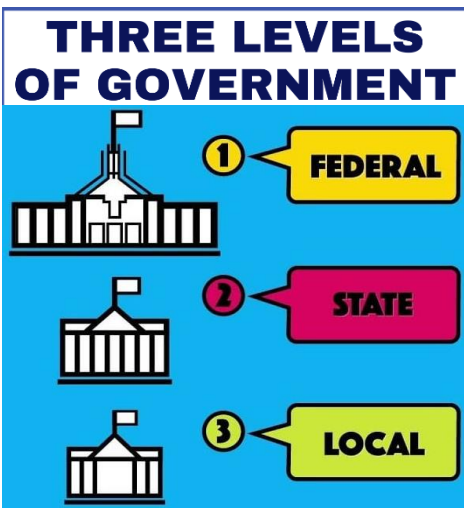 THREE LEVELS
OF GOVERNMENT
1 FEDERAL
2 STATE
3 LOCAL